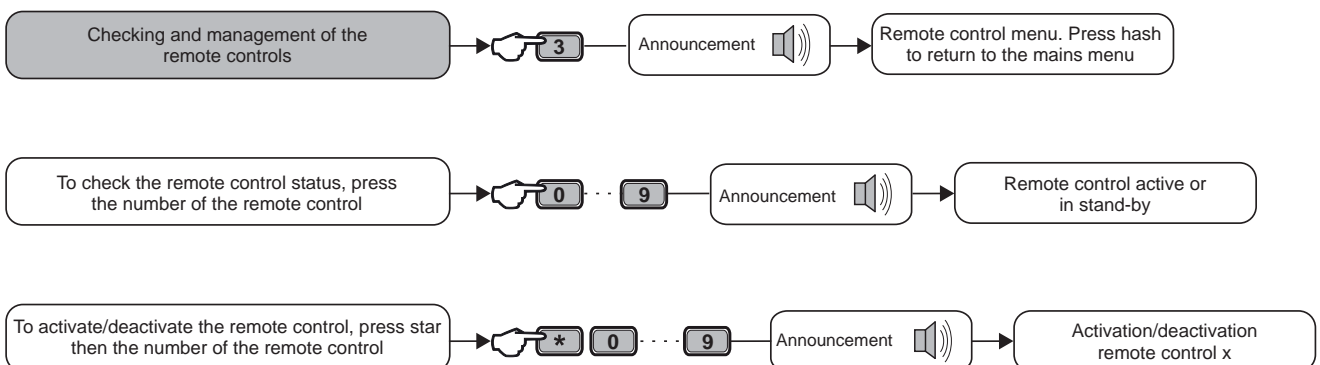 Checking and management of the
remote controls
3
Announcement
Remote control menu. Press hash
to return to the mains menu
To check the remote control status, press
the number of the remote control
0 9
Announcement
Remote control active or
in stand-by
To activate/deactivate the remote control, press star
then the number of the remote control
* 0 9
Announcement
Activation/deactivation
remote control x